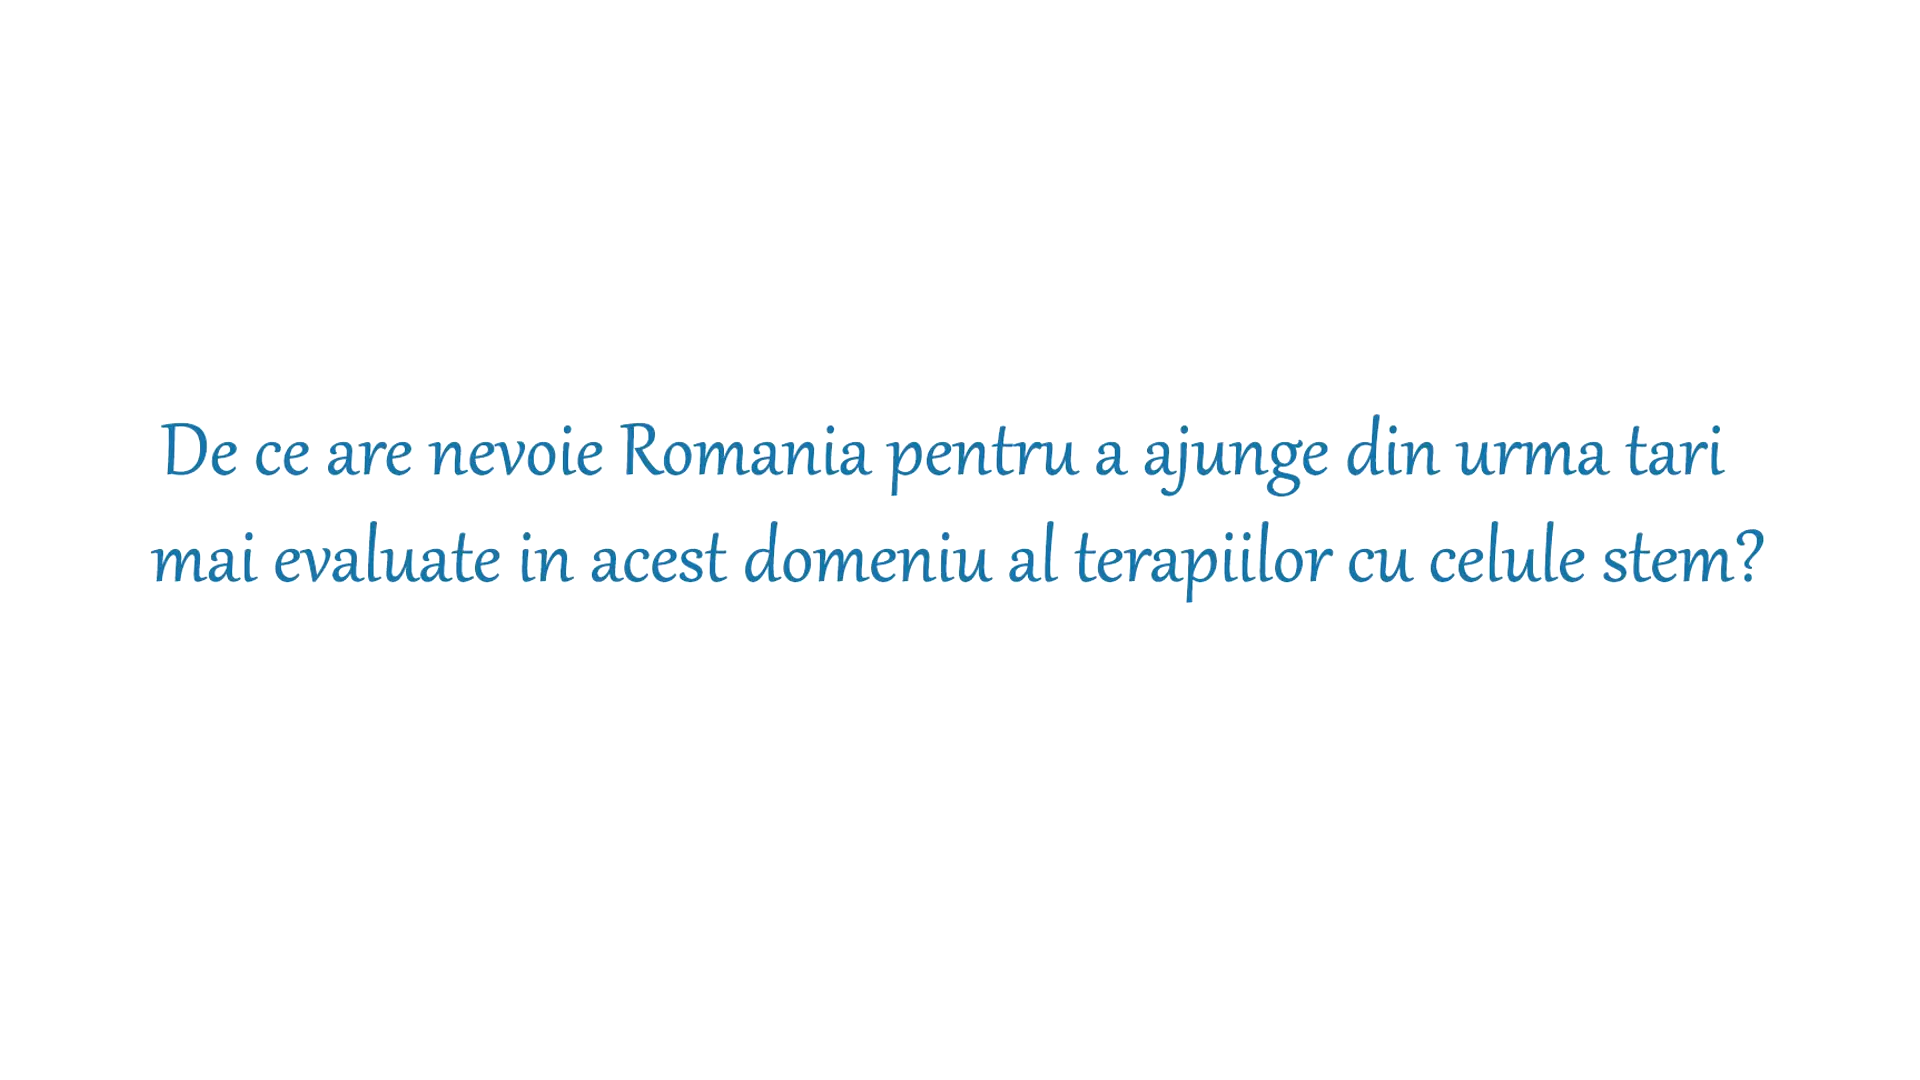 De ce are nevoie Romania pentru a ajunge din urma tari
mai evaluate in acest domeniu al terapiilor cu celule stem?